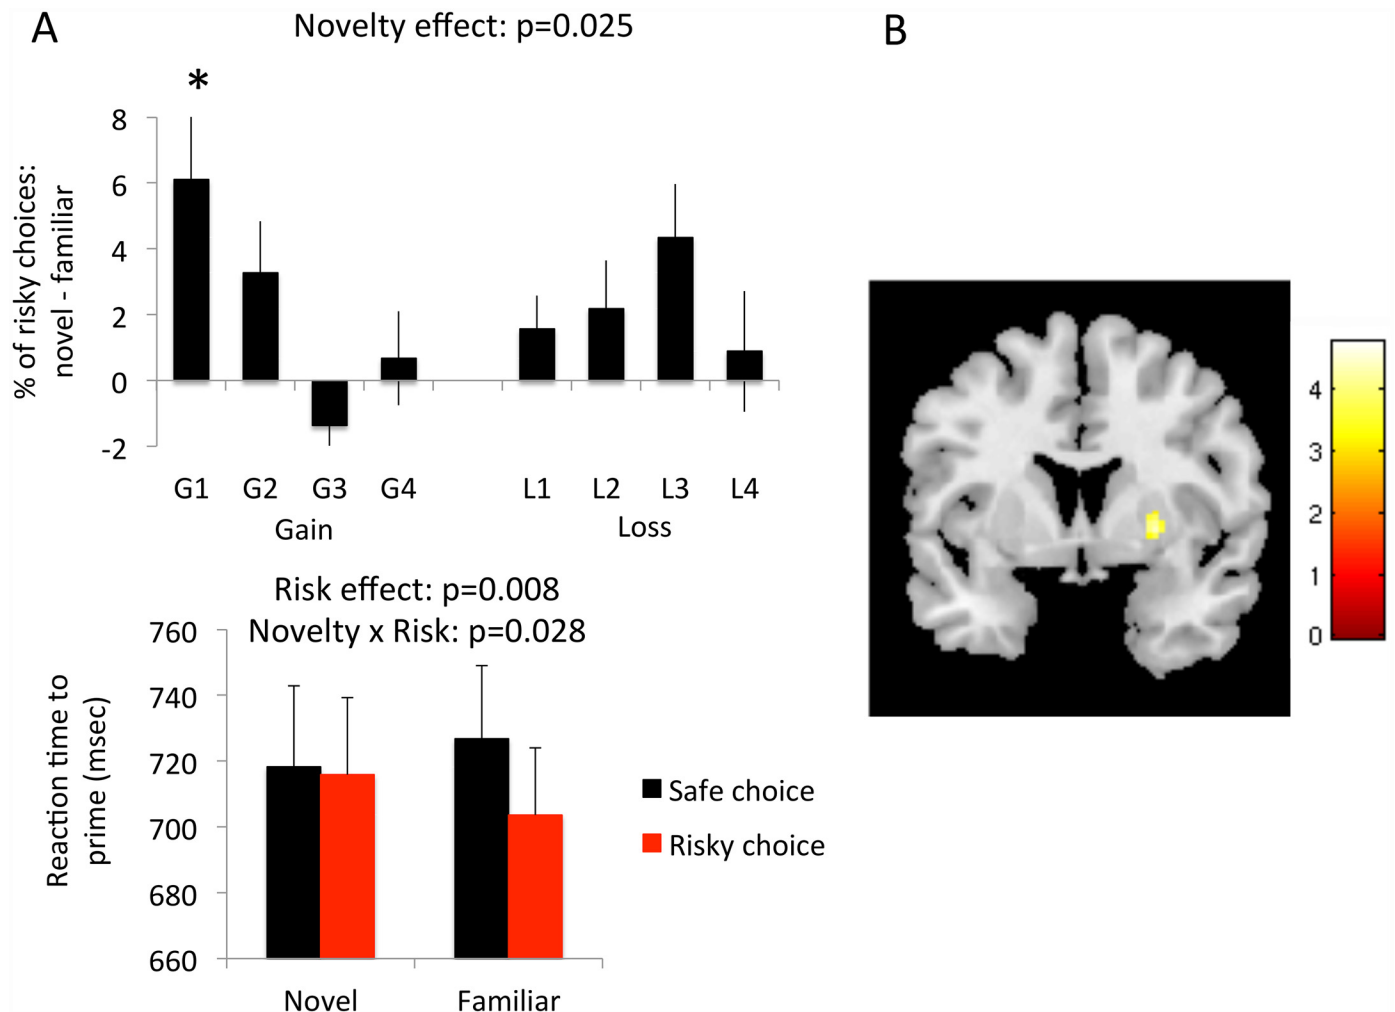 A
Novelty effect: p=0.025
*
% of risky choices:
novel - familiar
8
6
4
2
0
-2
G1 G2 G3 G4 L1 L2 L3 L4
Gain Loss
Risk effect: p=0.008
Novelty x Risk: p=0.028
Reaction time to
prime (msec)
760
740
720
700
680
660
Novel Familiar
Safe choice
Risky choice
B
4
3
2
1
0